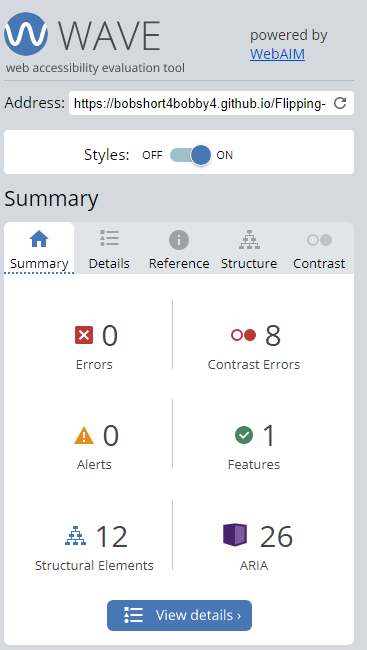 WAVE
powered by
WebAIM
web accessibility evaluation tool
Address: https://bobshort4bobby4.github.io/Flipping-
Styles: OFF ON
Summary
Summary Details Reference Structure Contrast
0 8
Errors Contrast Errors
0 1
Alerts Features
12 26
Structural Elements ARIA
View details ›